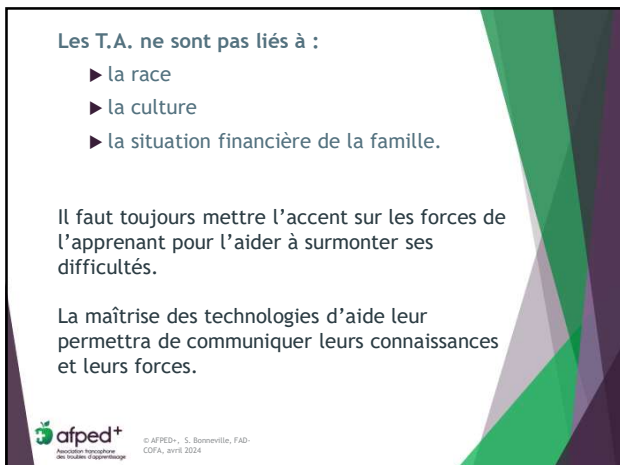 Les T.A. ne sont pas liés à :
▶ la race
▶ la culture
▶ la situation financière de la famille.
Il faut toujours mettre l’accent sur les forces de
l’apprenant pour l’aider à surmonter ses
difficultés.
La maîtrise des technologies d’aide leur
permettra de communiquer leurs connaissances
et leurs forces.
afped+
Association francophone
des troubles d'apprentissage
© AFPED+, S. Bonneville, FAD-
COFA, avril 2024